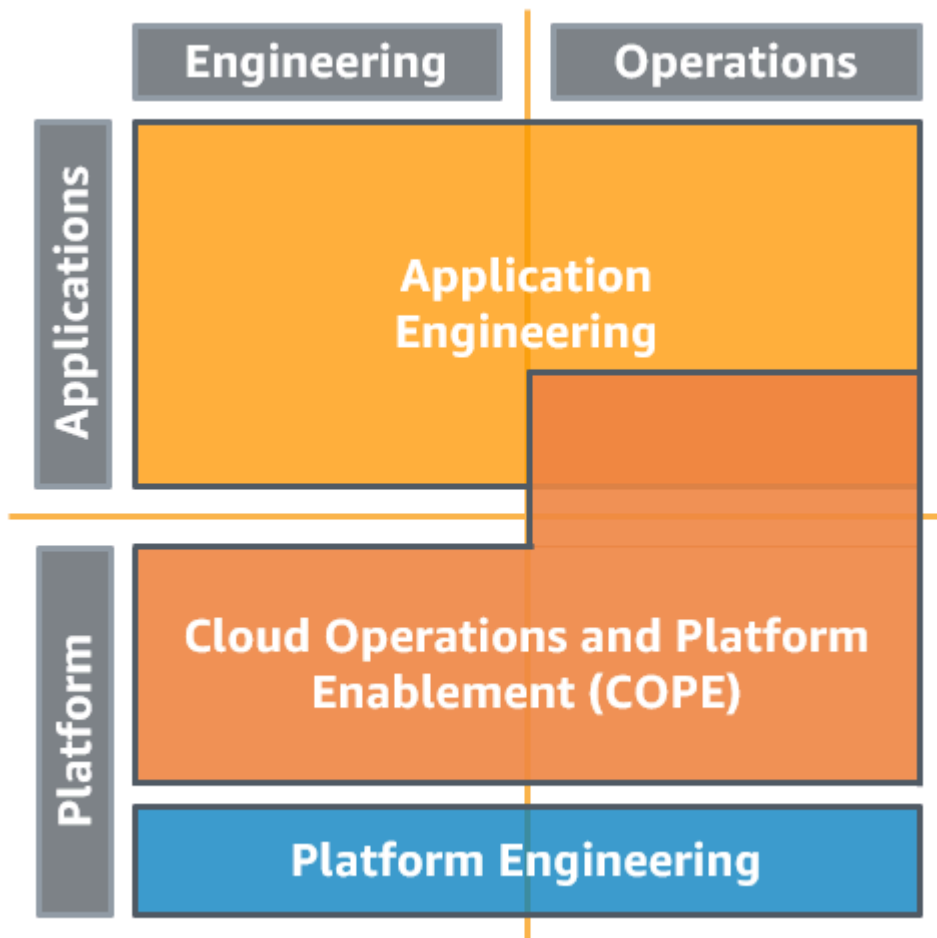 Engineering
Operations
Applications
Application
Engineering
Platform
Cloud Operations and Platform
Enablement (COPE)
Platform Engineering